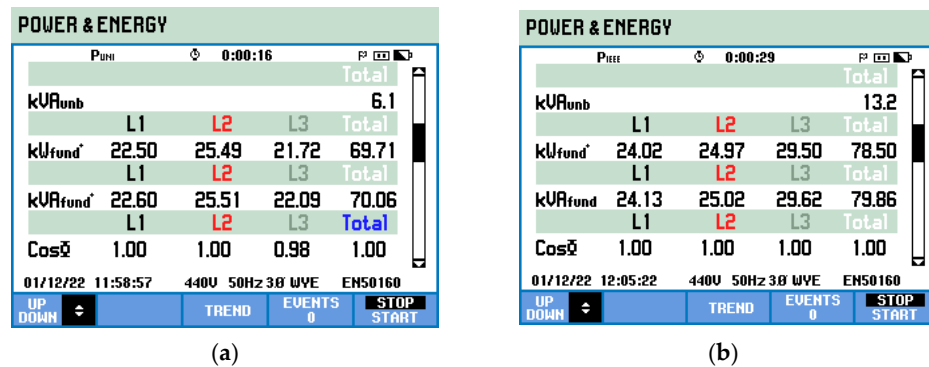 POWER & ENERGY
PUNI 0:00:16
Total
kVAunb 6.1
L1 L2 L3 Total
kWfund+ 22.50 25.49 21.72 69.71
L1 L2 L3 Total
kVAfund+ 22.60 25.51 22.09 70.06
L1 L2 L3 Total
CosΦ 1.00 1.00 0.98 1.00
01/12/22 11:58:57 440V 50Hz 3Ø WYE EN50160
UP DOWN TREND EVENTS 0 STOP START
(a)
POWER & ENERGY
PIEEE 0:00:29
Total
kVAunb 13.2
L1 L2 L3 Total
kWfund+ 24.02 24.97 29.50 78.50
L1 L2 L3 Total
kVAfund 24.13 25.02 29.62 79.86
L1 L2 L3 Total
CosΦ 1.00 1.00 1.00 1.00
01/12/22 12:05:22 440V 50Hz 3Ø WYE EN50160
UP DOWN TREND EVENTS 0 STOP START
(b)